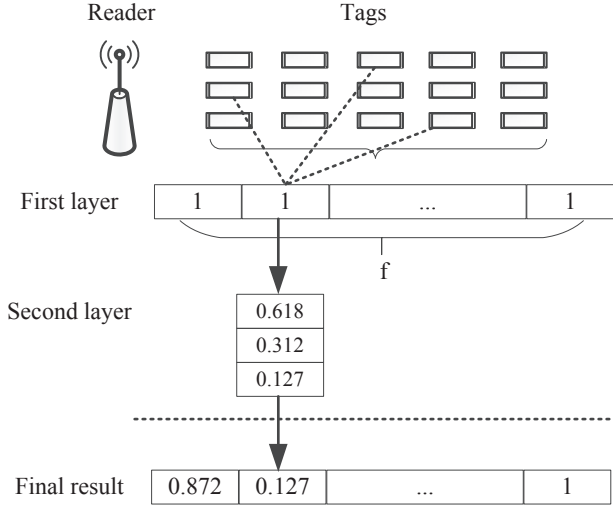 Reader Tags
First layer 1 1 ... 1
f
Second layer
0.618
0.312
0.127
Final result 0.872 0.127 ... 1